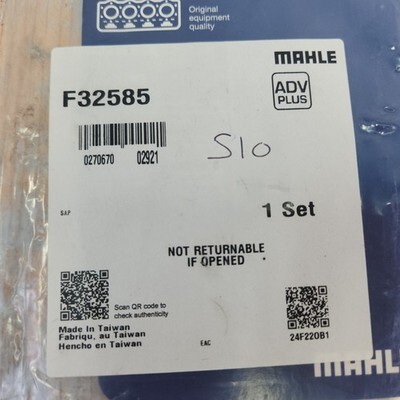 Original
equipment
quality
MAHLE
F32585
ADV
PLUS
0270670 02921
S10
SAP
1 Set
NOT RETURNABLE
IF OPENED
Scan QR code to
check authenticity
Made In Taiwan
Fabriqu, au Taiwan
Hencho en Taiwan
EAC
24F220B1
MAHLE